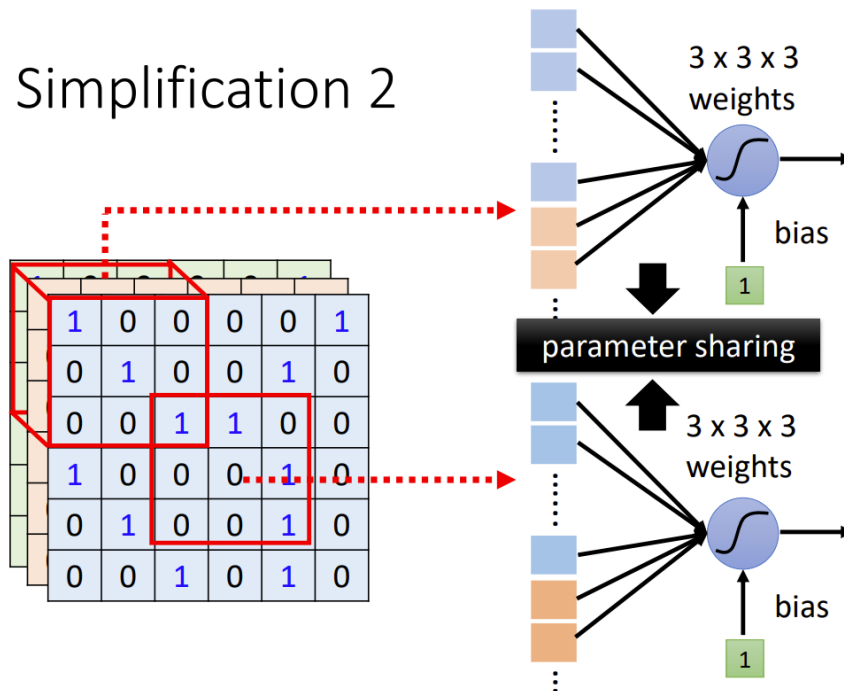 Simplification 2
3 x 3 x 3
weights
bias
1
parameter sharing
1 0 0 0 0 1
0 1 0 0 1 0
0 0 1 1 0 0
1 0 0 0 1 0
0 1 0 0 1 0
0 0 1 0 1 0
3 x 3 x 3
weights
bias
1